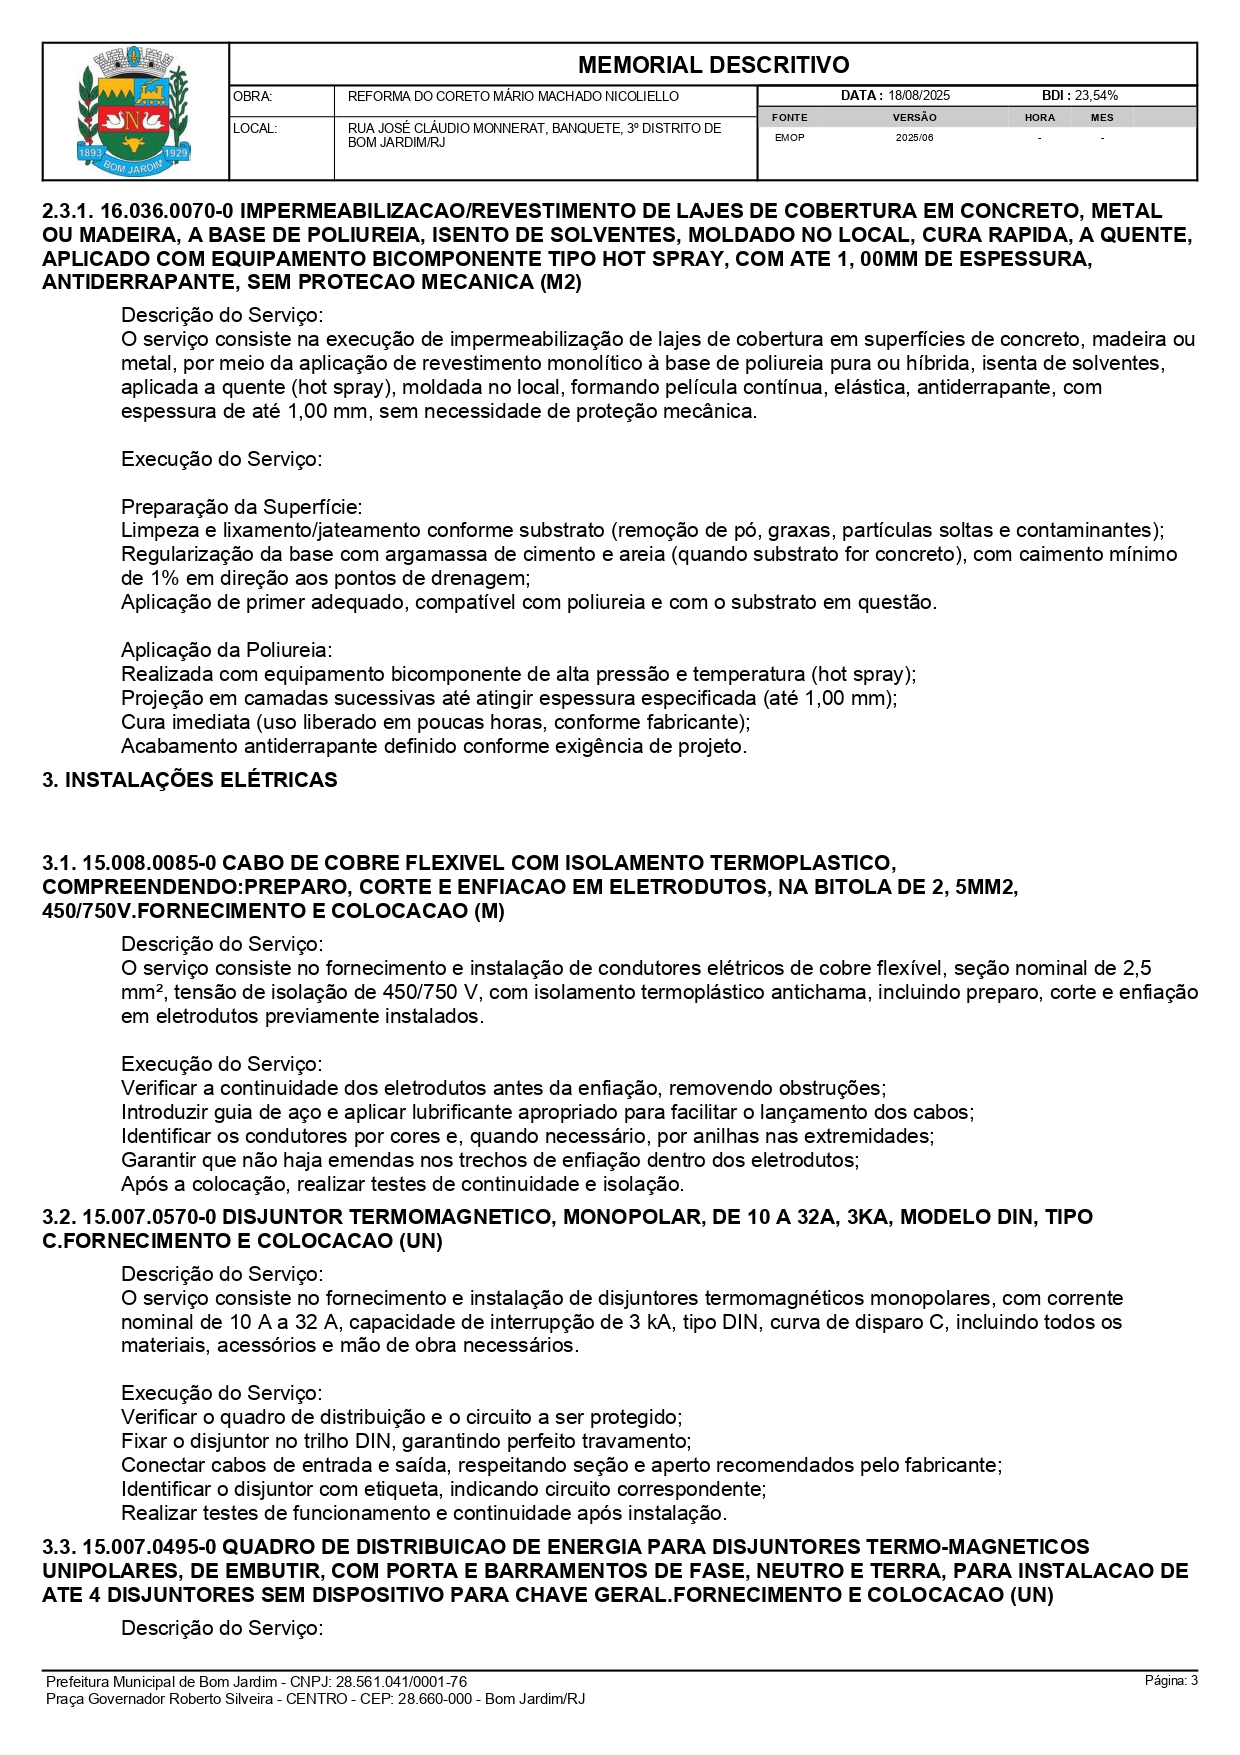 MEMORIAL DESCRITIVO
OBRA: REFORMA DO CORETO MÁRIO MACHADO NICOLIELLO
DATA : 18/08/2025 BDI : 23,54%
FONTE VERSÃO HORA MES
EMOP 2025/06 - -
LOCAL: RUA JOSÉ CLÁUDIO MONNERAT, BANQUETE, 3º DISTRITO DE
BOM JARDIM/RJ
N
1893 1929
BOM JARDIM
2.3.1. 16.036.0070-0 IMPERMEABILIZACAO/REVESTIMENTO DE LAJES DE COBERTURA EM CONCRETO, METAL
OU MADEIRA, A BASE DE POLIUREIA, ISENTO DE SOLVENTES, MOLDADO NO LOCAL, CURA RAPIDA, A QUENTE,
APLICADO COM EQUIPAMENTO BICOMPONENTE TIPO HOT SPRAY, COM ATE 1, 00MM DE ESPESSURA,
ANTIDERRAPANTE, SEM PROTECAO MECANICA (M2)
Descrição do Serviço:
O serviço consiste na execução de impermeabilização de lajes de cobertura em superfícies de concreto, madeira ou
metal, por meio da aplicação de revestimento monolítico à base de poliureia pura ou híbrida, isenta de solventes,
aplicada a quente (hot spray), moldada no local, formando película contínua, elástica, antiderrapante, com
espessura de até 1,00 mm, sem necessidade de proteção mecânica.
Execução do Serviço:
Preparação da Superfície:
Limpeza e lixamento/jateamento conforme substrato (remoção de pó, graxas, partículas soltas e contaminantes);
Regularização da base com argamassa de cimento e areia (quando substrato for concreto), com caimento mínimo
de 1% em direção aos pontos de drenagem;
Aplicação de primer adequado, compatível com poliureia e com o substrato em questão.
Aplicação da Poliureia:
Realizada com equipamento bicomponente de alta pressão e temperatura (hot spray);
Projeção em camadas sucessivas até atingir espessura especificada (até 1,00 mm);
Cura imediata (uso liberado em poucas horas, conforme fabricante);
Acabamento antiderrapante definido conforme exigência de projeto.
3. INSTALAÇÕES ELÉTRICAS
3.1. 15.008.0085-0 CABO DE COBRE FLEXIVEL COM ISOLAMENTO TERMOPLASTICO,
COMPREENDENDO:PREPARO, CORTE E ENFIACAO EM ELETRODUTOS, NA BITOLA DE 2, 5MM2,
450/750V.FORNECIMENTO E COLOCACAO (M)
Descrição do Serviço:
O serviço consiste no fornecimento e instalação de condutores elétricos de cobre flexível, seção nominal de 2,5
mm², tensão de isolação de 450/750 V, com isolamento termoplástico antichama, incluindo preparo, corte e enfiação
em eletrodutos previamente instalados.
Execução do Serviço:
Verificar a continuidade dos eletrodutos antes da enfiação, removendo obstruções;
Introduzir guia de aço e aplicar lubrificante apropriado para facilitar o lançamento dos cabos;
Identificar os condutores por cores e, quando necessário, por anilhas nas extremidades;
Garantir que não haja emendas nos trechos de enfiação dentro dos eletrodutos;
Após a colocação, realizar testes de continuidade e isolação.
3.2. 15.007.0570-0 DISJUNTOR TERMOMAGNETICO, MONOPOLAR, DE 10 A 32A, 3KA, MODELO DIN, TIPO
C.FORNECIMENTO E COLOCACAO (UN)
Descrição do Serviço:
O serviço consiste no fornecimento e instalação de disjuntores termomagnéticos monopolares, com corrente
nominal de 10 A a 32 A, capacidade de interrupção de 3 kA, tipo DIN, curva de disparo C, incluindo todos os
materiais, acessórios e mão de obra necessários.
Execução do Serviço:
Verificar o quadro de distribuição e o circuito a ser protegido;
Fixar o disjuntor no trilho DIN, garantindo perfeito travamento;
Conectar cabos de entrada e saída, respeitando seção e aperto recomendados pelo fabricante;
Identificar o disjuntor com etiqueta, indicando circuito correspondente;
Realizar testes de funcionamento e continuidade após instalação.
3.3. 15.007.0495-0 QUADRO DE DISTRIBUICAO DE ENERGIA PARA DISJUNTORES TERMO-MAGNETICOS
UNIPOLARES, DE EMBUTIR, COM PORTA E BARRAMENTOS DE FASE, NEUTRO E TERRA, PARA INSTALACAO DE
ATE 4 DISJUNTORES SEM DISPOSITIVO PARA CHAVE GERAL.FORNECIMENTO E COLOCACAO (UN)
Descrição do Serviço:
Prefeitura Municipal de Bom Jardim - CNPJ: 28.561.041/0001-76 Página: 3
Praça Governador Roberto Silveira - CENTRO - CEP: 28.660-000 - Bom Jardim/RJ